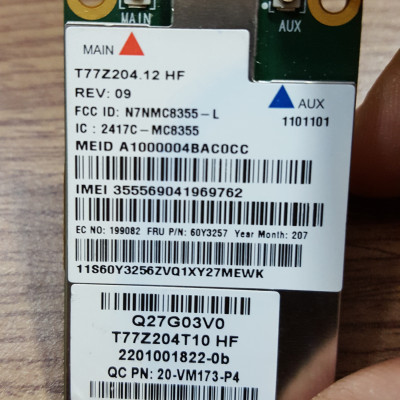 MAIN
AUX
MAIN
T77Z204.12 HF
REV: 09
FCC ID: N7NMC8355-L
IC : 2417C-MC8355
AUX
1101101
MEID A1000004BAC0CC
IMEI 355569041969762
EC NO: 199082 FRU P/N: 60Y3257 Year Month: 207
11S60Y3256ZVQ1XY27MEWK
Q27G03V0
T77Z204T10 HF
2201001822-0b
QC PN: 20-VM173-P4